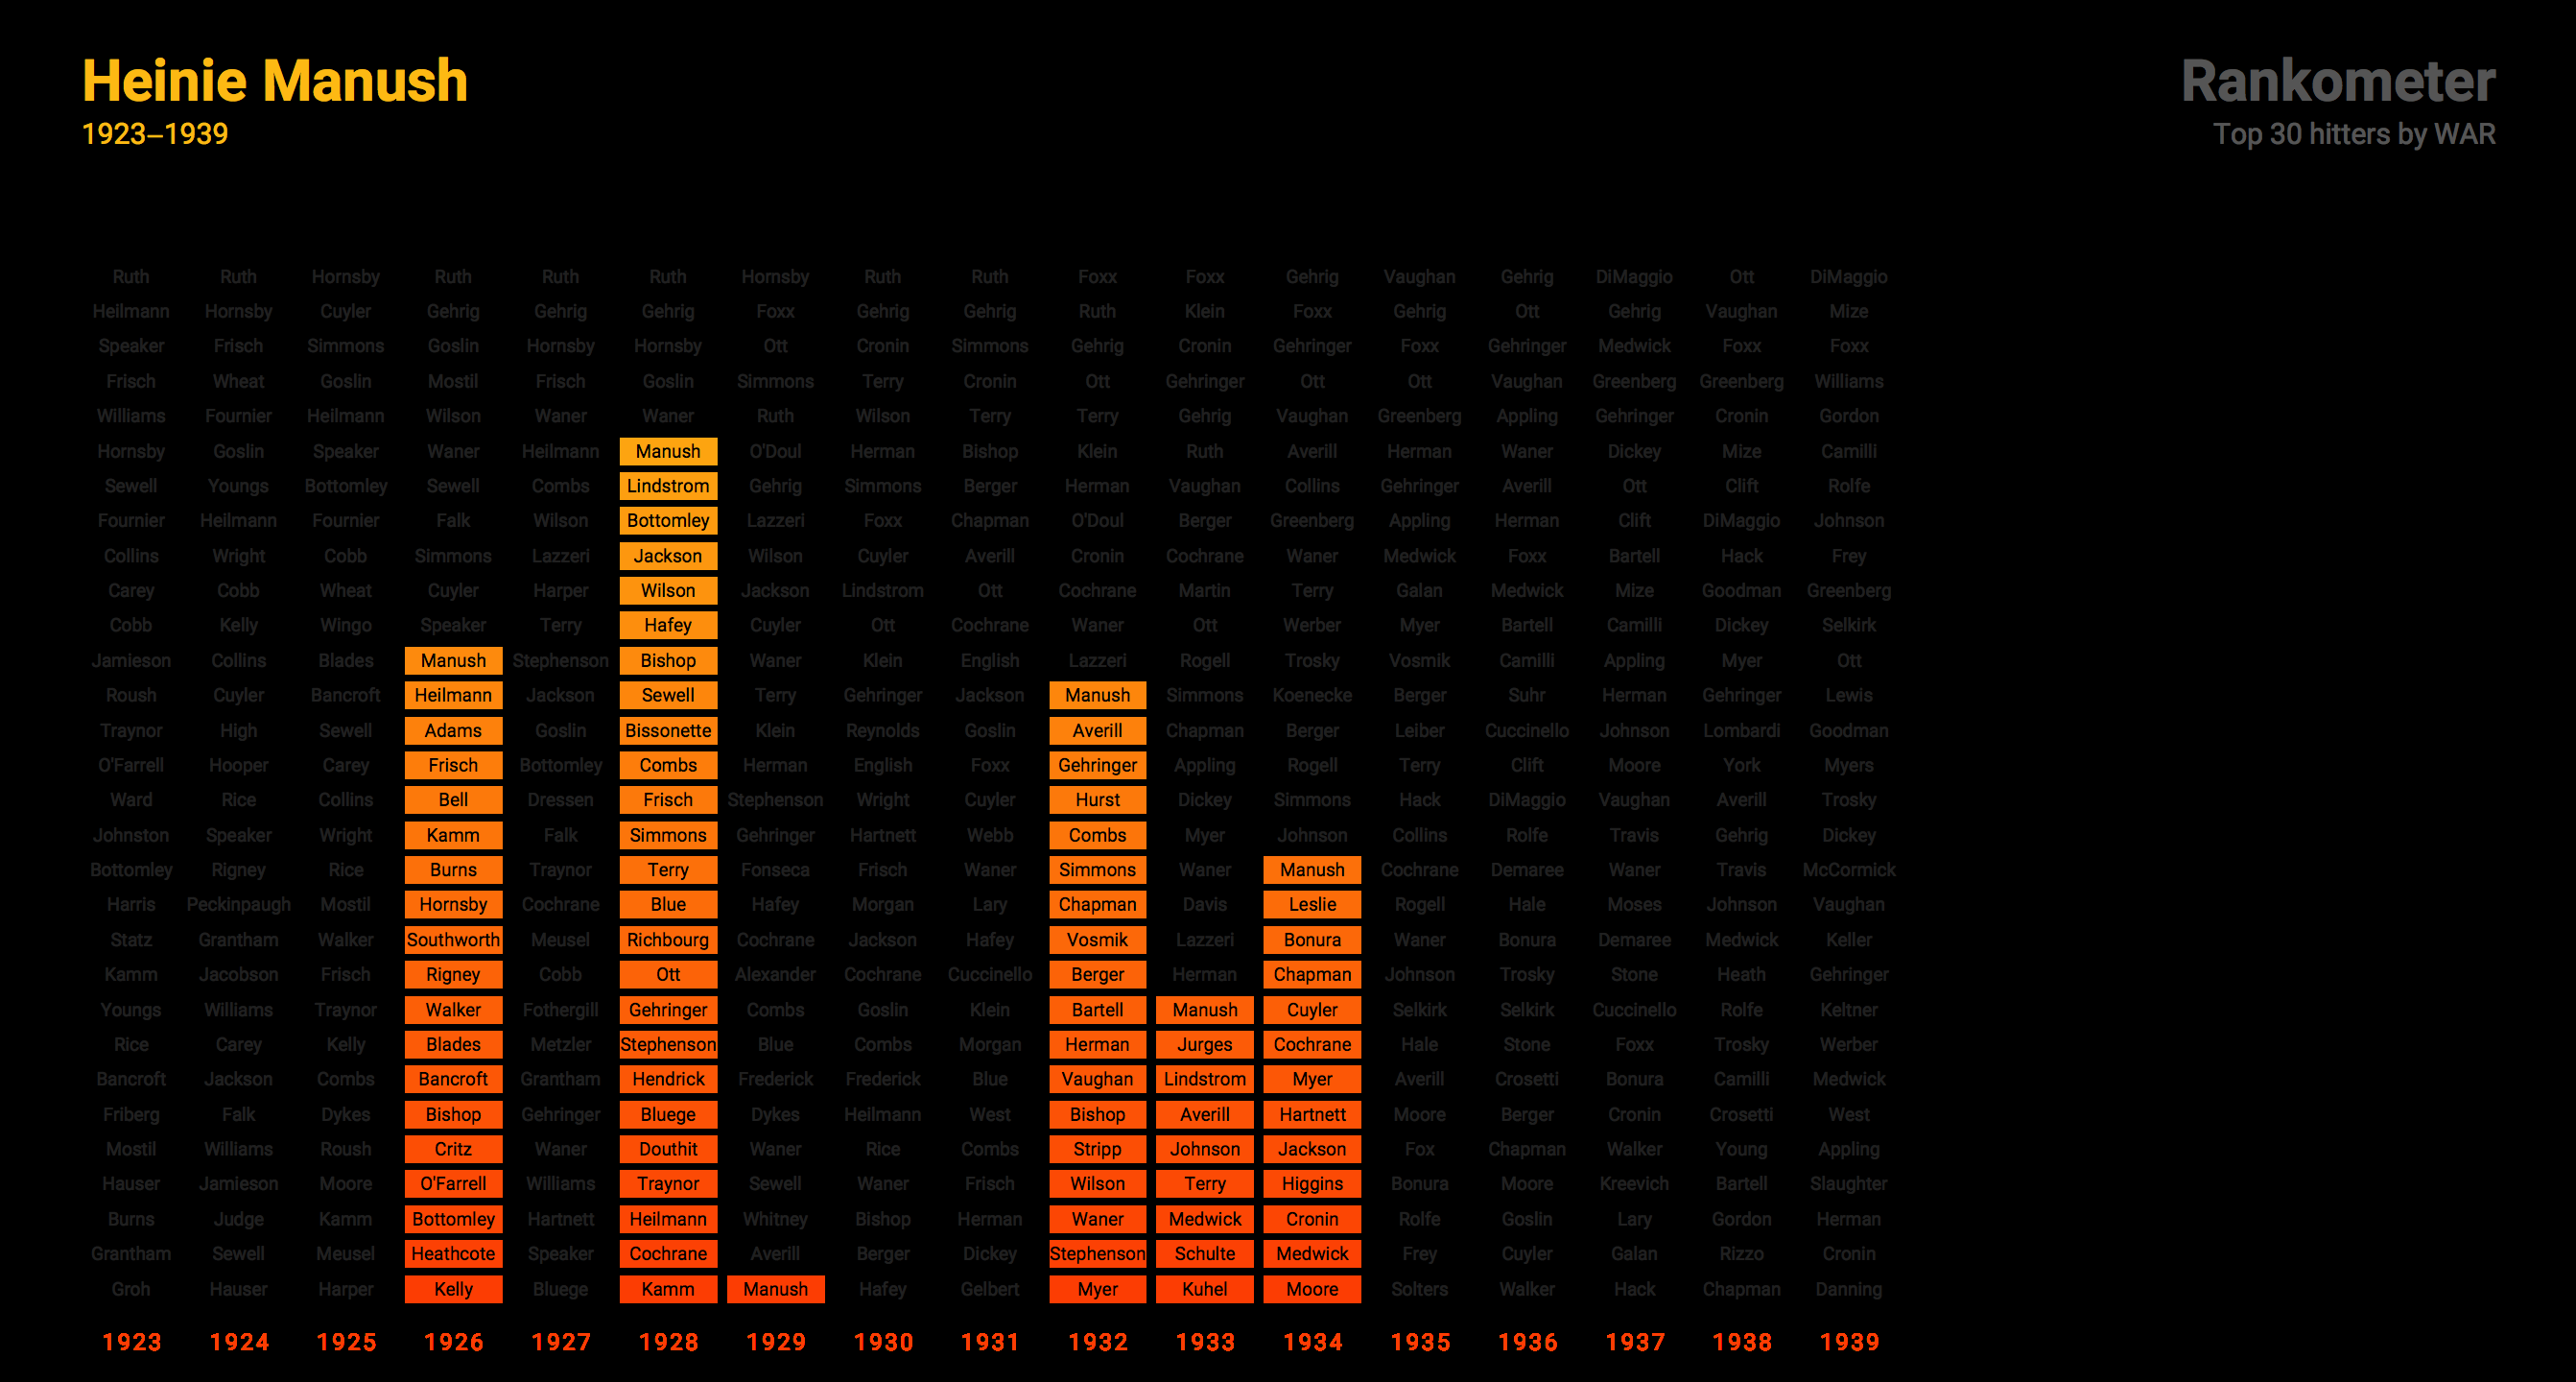 Heinie Manush
1923–1939
Rankometer
Top 30 hitters by WAR
Ruth Ruth Hornsby Ruth Ruth Ruth Hornsby Ruth Ruth Foxx Foxx Gehrig Vaughan Gehrig DiMaggio Ott DiMaggio
Heilmann Hornsby Cuyler Gehrig Gehrig Gehrig Foxx Gehrig Gehrig Ruth Klein Foxx Gehrig Ott Gehrig Vaughan Mize
Speaker Frisch Simmons Goslin Hornsby Hornsby Ott Cronin Simmons Gehrig Cronin Gehringer Foxx Gehringer Medwick Foxx Foxx
Frisch Wheat Goslin Mostil Frisch Goslin Simmons Terry Cronin Ott Gehringer Ott Ott Vaughan Greenberg Greenberg Williams
Williams Fournier Heilmann Wilson Waner Waner Ruth Wilson Terry Terry Gehrig Vaughan Greenberg Appling Gehringer Cronin Gordon
Hornsby Goslin Speaker Waner Heilmann Manush O'Doul Herman Bishop Klein Ruth Averill Herman Waner Dickey Mize Camilli
Sewell Youngs Bottomley Sewell Combs Lindstrom Gehrig Simmons Berger Herman Vaughan Collins Gehringer Averill Ott Clift Rolfe
Fournier Heilmann Fournier Falk Wilson Bottomley Lazzeri Foxx Chapman O'Doul Berger Greenberg Appling Herman Clift DiMaggio Johnson
Collins Wright Cobb Simmons Lazzeri Jackson Wilson Cuyler Averill Cronin Cochrane Waner Medwick Foxx Bartell Hack Frey
Carey Cobb Wheat Cuyler Harper Wilson Jackson Lindstrom Ott Cochrane Martin Terry Galan Medwick Mize Goodman Greenberg
Cobb Kelly Wingo Speaker Terry Hafey Cuyler Ott Cochrane Waner Ott Werber Myer Bartell Camilli Dickey Selkirk
Jamieson Collins Blades Manush Stephenson Bishop Waner Klein English Lazzeri Rogell Trosky Vosmik Camilli Appling Myer Ott
Roush Cuyler Bancroft Heilmann Jackson Sewell Terry Gehringer Jackson Manush Simmons Koenecke Berger Suhr Herman Gehringer Lewis
Traynor High Sewell Adams Goslin Bissonette Klein Reynolds Goslin Averill Chapman Berger Leiber Cuccinello Johnson Lombardi Goodman
O'Farrell Hooper Carey Frisch Bottomley Combs Herman English Foxx Gehringer Appling Rogell Terry Clift Moore York Myers
Ward Rice Collins Bell Dressen Frisch Stephenson Wright Cuyler Hurst Dickey Simmons Hack DiMaggio Vaughan Averill Trosky
Johnston Speaker Wright Kamm Falk Simmons Gehringer Hartnett Webb Combs Myer Johnson Collins Rolfe Travis Gehrig Dickey
Bottomley Rigney Rice Burns Traynor Terry Fonseca Frisch Waner Simmons Waner Manush Cochrane Demaree Waner Travis McCormick
Harris Peckinpaugh Mostil Hornsby Cochrane Blue Hafey Morgan Lary Chapman Davis Leslie Rogell Hale Moses Johnson Vaughan
Statz Grantham Walker Southworth Meusel Richbourg Cochrane Jackson Hafey Vosmik Lazzeri Bonura Waner Bonura Demaree Medwick Keller
Kamm Jacobson Frisch Rigney Cobb Ott Alexander Cochrane Cuccinello Berger Herman Chapman Johnson Trosky Stone Heath Gehringer
Youngs Williams Traynor Walker Fothergill Gehringer Combs Goslin Klein Bartell Manush Cuyler Selkirk Selkirk Cuccinello Rolfe Keltner
Rice Carey Kelly Blades Metzler Stephenson Blue Combs Morgan Herman Jurges Cochrane Hale Stone Foxx Trosky Werber
Bancroft Jackson Combs Bancroft Grantham Hendrick Frederick Frederick Blue Vaughan Lindstrom Myer Averill Crosetti Bonura Camilli Medwick
Friberg Falk Dykes Bishop Gehringer Bluege Dykes Heilmann West Bishop Averill Hartnett Moore Berger Cronin Crosetti West
Mostil Williams Roush Critz Waner Douthit Waner Rice Combs Stripp Johnson Jackson Fox Chapman Walker Young Appling
Hauser Jamieson Moore O'Farrell Williams Traynor Sewell Waner Frisch Wilson Terry Higgins Bonura Moore Kreevich Bartell Slaughter
Burns Judge Kamm Bottomley Hartnett Heilmann Whitney Bishop Herman Waner Medwick Cronin Rolfe Goslin Lary Gordon Herman
Grantham Sewell Meusel Heathcote Speaker Cochrane Averill Berger Dickey Stephenson Schulte Medwick Frey Cuyler Galan Rizzo Cronin
Groh Hauser Harper Kelly Bluege Kamm Manush Hafey Gelbert Myer Kuhel Moore Solters Walker Hack Chapman Danning
1923 1924 1925 1926 1927 1928 1929 1930 1931 1932 1933 1934 1935 1936 1937 1938 1939